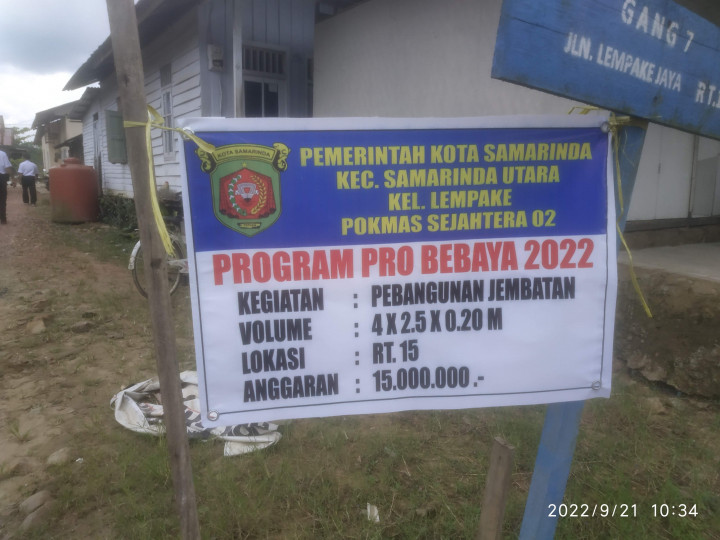 GANG 7
JLN. LEMPAKE JAYA
KOTA SAMARINDA
PEMERINTAH KOTA SAMARINDA
KEC. SAMARINDA UTARA
KEL. LEMPAKE
POKMAS SEJAHTERA 02
PROGRAM PRO BEBAYA 2022
KEGIATAN : PEBANGUNAN JEMBATAN
VOLUME : 4 X 2.5 X 0.20 M
LOKASI : RT. 15
ANGGARAN : 15.000.000 .-
2022/9/21 10:34